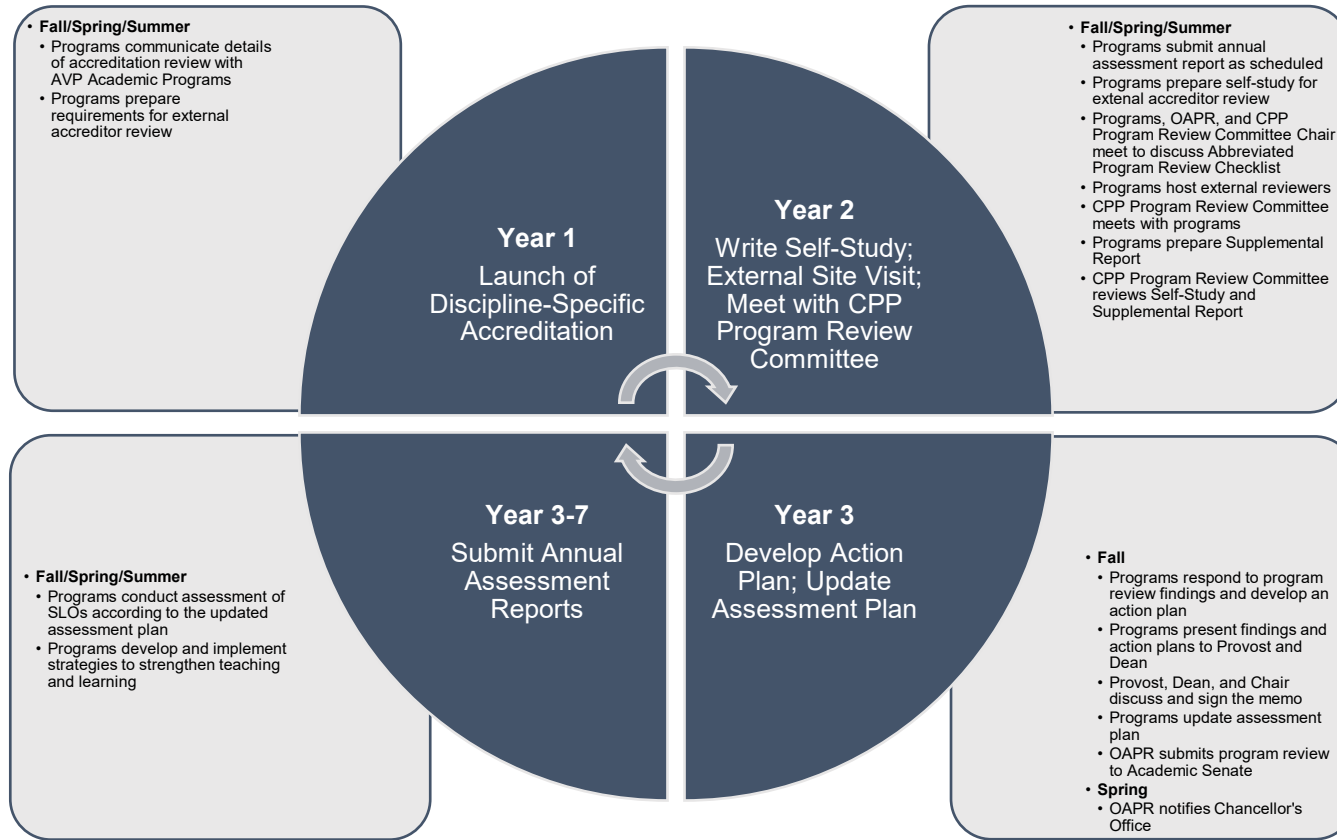 • Fall/Spring/Summer
• Programs communicate details
of accreditation review with
AVP Academic Programs
• Programs prepare
requirements for external
accreditor review
Year 1
Launch of
Discipline-Specific
Accreditation
Year 2
Write Self-Study;
External Site Visit;
Meet with CPP
Program Review
Committee
• Fall/Spring/Summer
• Programs submit annual
assessment report as scheduled
• Programs prepare self-study for
extenal accreditor review
• Programs, OAPR, and CPP
Program Review Committee Chair
meet to discuss Abbreviated
Program Review Checklist
• Programs host external reviewers
• CPP Program Review Committee
meets with programs
• Programs prepare Supplemental
Report
• CPP Program Review Committee
reviews Self-Study and
Supplemental Report
• Fall/Spring/Summer
• Programs conduct assessment of
SLOs according to the updated
assessment plan
• Programs develop and implement
strategies to strengthen teaching
and learning
Year 3-7
Submit Annual
Assessment
Reports
Year 3
Develop Action
Plan; Update
Assessment Plan
• Fall
• Programs respond to program
review findings and develop an
action plan
• Programs present findings and
action plans to Provost and
Dean
• Provost, Dean, and Chair
discuss and sign the memo
• Programs update assessment
plan
• OAPR submits program review
to Academic Senate
• Spring
• OAPR notifies Chancellor's
Office